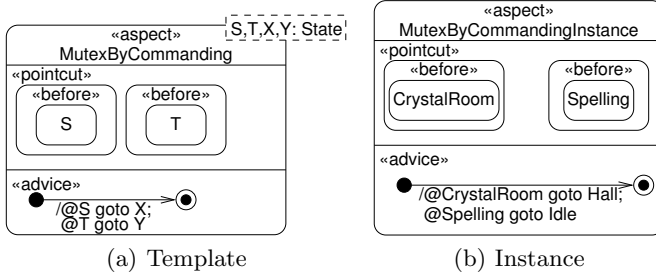 «aspect»
MutexByCommanding
S,T,X,Y: State
«pointcut»
«before»
S
«before»
T
«advice»
/@S goto X;
@T goto Y
(a) Template
«aspect»
MutexByCommandingInstance
«pointcut»
«before»
CrystalRoom
«before»
Spelling
«advice»
/@CrystalRoom goto Hall;
@Spelling goto Idle
(b) Instance